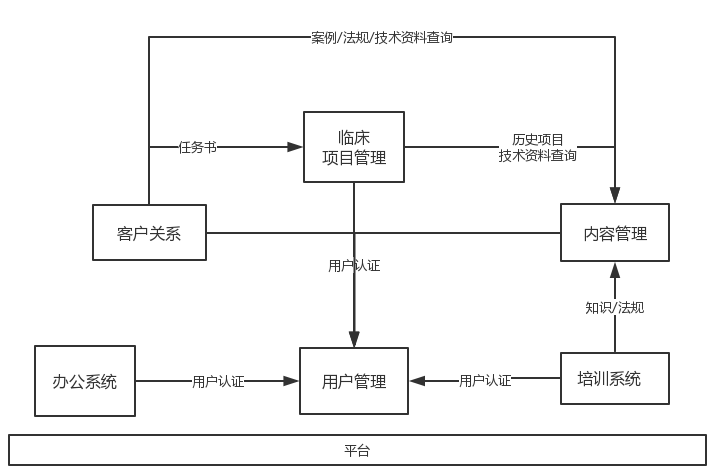 案例/法规/技术资料查询
临床
项目管理
任务书
历史项目
技术资料查询
客户关系
内容管理
用户认证
知识/法规
办公系统
用户认证
用户管理
用户认证
培训系统
平台